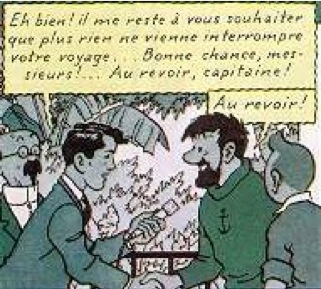 Eh bien! il me reste à vous souhaiter
que plus rien ne vienne interrompre
votre voyage... Bonne chance, mes-
sieurs!... Au revoir, capitaine!
Au revoir!